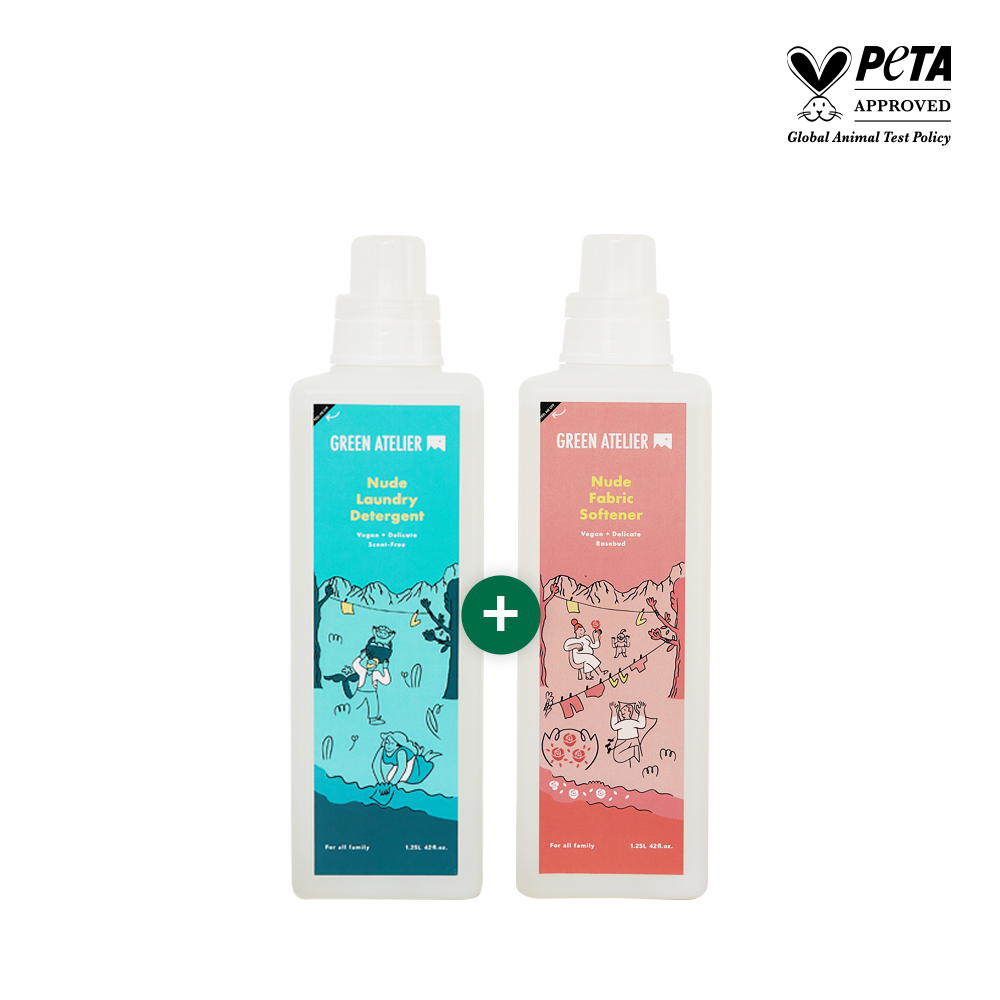 PETA
APPROVED
Global Animal Test Policy
GREEN ATELIER
Nude
Laundry
Detergent
Vegan + Delicate
Scent-Free
For all family
1.25L 42fl.oz.
+
GREEN ATELIER
Nude
Fabric
Softener
Vegan + Delicate
Rosebud
For all family
1.25L 42fl.oz.